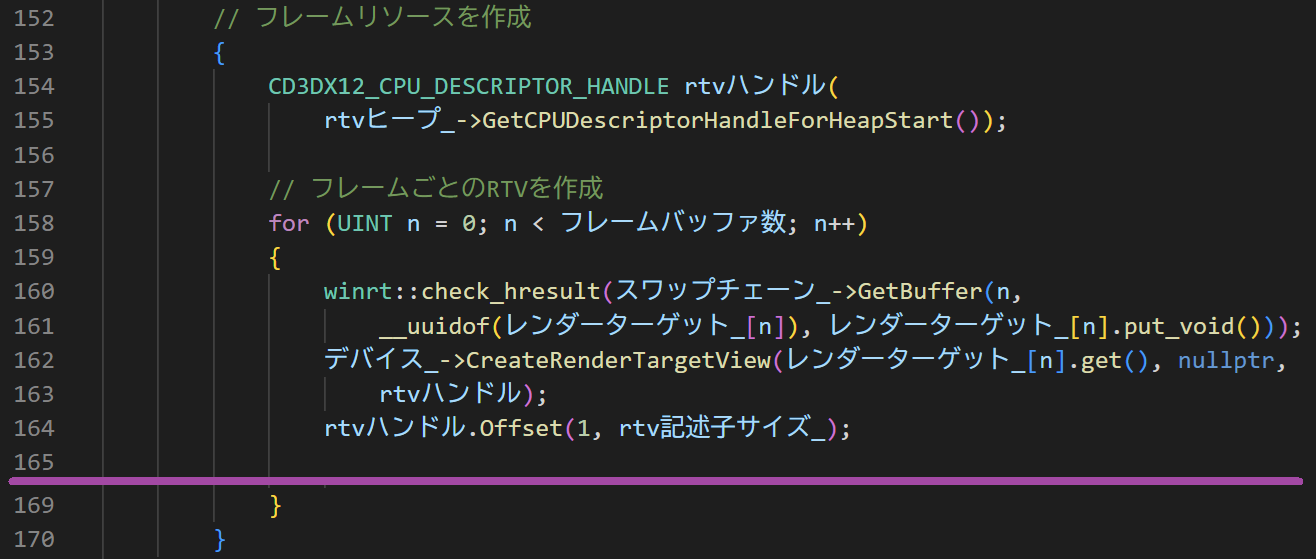 152 // フレームリソースを作成
153 {
154 CD3DX12_CPU_DESCRIPTOR_HANDLE rtvハンドル(
155 rtvヒープ_->GetCPUDescriptorHandleForHeapStart());
156
157 // フレームごとのRTVを作成
158 for (UINT n = 0; n < フレームバッファ数; n++)
159 {
160 winrt::check_hresult(スワップチェーン_->GetBuffer(n,
161 __uuidof(レンダーターゲット_[n]), レンダーターゲット_[n].put_void()));
162 デバイス_->CreateRenderTargetView(レンダーターゲット_[n].get(), nullptr,
163 rtvハンドル);
164 rtvハンドル.Offset(1, rtv記述子サイズ_);
165
169 }
170 }